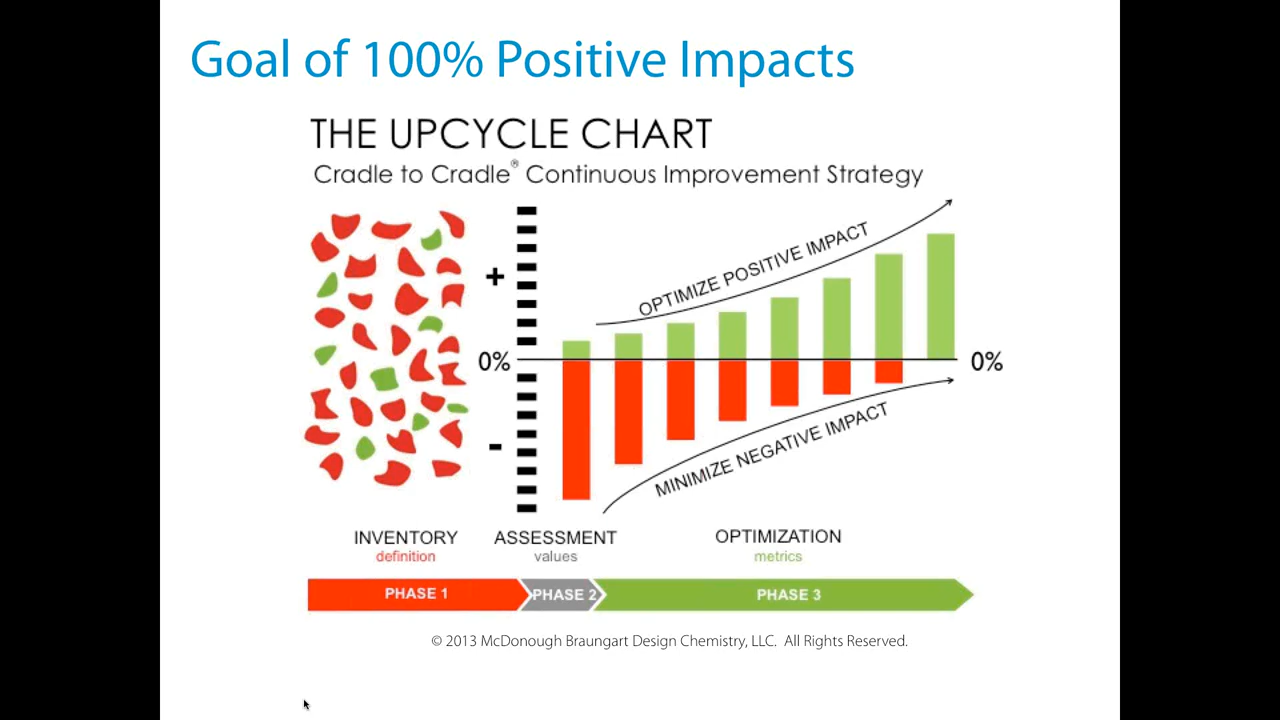 Goal of 100% Positive Impacts
THE UPCYCLE CHART
Cradle to Cradle® Continuous Improvement Strategy
OPTIMIZE POSITIVE IMPACT
+
0%
0%
-
MINIMIZE NEGATIVE IMPACT
INVENTORY
definition
ASSESSMENT
values
OPTIMIZATION
metrics
PHASE 1
PHASE 2
PHASE 3
© 2013 McDonough Braungart Design Chemistry, LLC. All Rights Reserved.